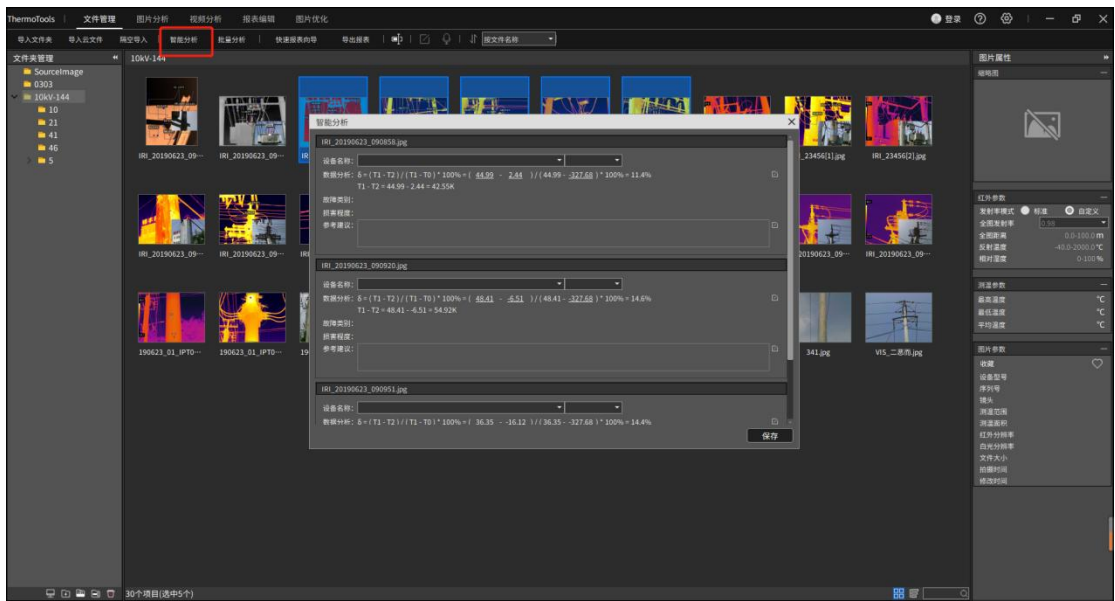 ThermoTools 文件管理 图片分析 视频分析 报表编辑 图片优化 登录
导入文件夹 导入云文件 隔空导入 智能分析 批量分析 快速报表向导 导出报表 按文件名称
文件夹管理
SourceImage
0303
10kV-144
10
21
41
46
5
10kV-144
IRI_20190623_09··· IRI_20190623_09··· IR _23456[1].jpg IRI_23456[2].jpg
IRI_20190623_09··· IRI_20190623_09··· IRI 20190623_09··· IRI_20190623_09···
190623_01_IPT0··· 190623_01_IPT0··· 19 341.jpg
智能分析
IRI_20190623_090858.jpg
设备名称:
数据分析: δ = ( T1 - T2 ) / ( T1 - T0 ) * 100% = ( 44.99 - 2.44 ) / ( 44.99 - -327.68 ) * 100% = 11.4%
T1 - T2 = 44.99 - 2.44 = 42.55K
故障类别:
损害程度:
参考建议:
IRI_20190623_090920.jpg
设备名称:
数据分析: δ = ( T1 - T2 ) / ( T1 - T0 ) * 100% = ( 48.41 - -6.51 ) / ( 48.41 - -327.68 ) * 100% = 14.6%
T1 - T2 = 48.41 - -6.51 = 54.92K
故障类别:
损害程度:
参考建议:
IRI_20190623_090951.jpg
设备名称:
数据分析: δ = ( T1 - T2 ) / ( T1 - T0 ) * 100% = ( 36.35 - -16.12 ) / ( 36.35 - -327.68 ) * 100% = 14.4%
保存
图片属性
缩略图
红外参数
发射率模式 标准 自定义
全图发射率 0.98
全图距离 0.0-100.0 m
反射温度 -40.0-2000.0 °C
相对湿度 0-100 %
测温参数
最高温度 °C
最低温度 °C
平均温度 °C
图片参数
收藏
设备型号
序列号
镜头
测温范围
测温面积
红外分辨率
白光分辨率
文件大小
拍摄时间
修改时间
30个项目(选中5个)